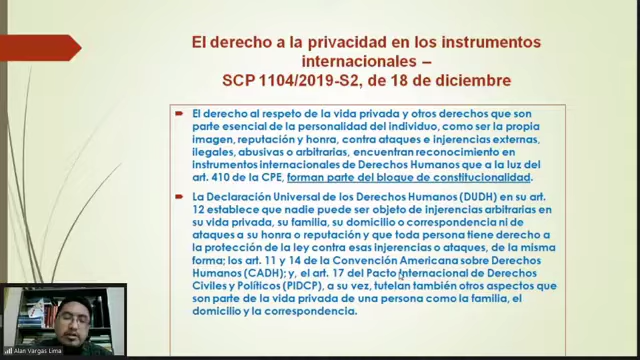 El derecho a la privacidad en los instrumentos
internacionales –
SCP 1104/2019-S2, de 18 de diciembre
El derecho al respeto de la vida privada y otros derechos que son
parte esencial de la personalidad del individuo, como ser la propia
imagen, reputación y honra, contra ataques e injerencias externas,
ilegales, abusivas o arbitrarias, encuentran reconocimiento en
instrumentos internacionales de Derechos Humanos que a la luz del
art. 410 de la CPE, forman parte del bloque de constitucionalidad.
La Declaración Universal de los Derechos Humanos (DUDH) en su art.
12 establece que nadie puede ser objeto de injerencias arbitrarias en
su vida privada, su familia, su domicilio o correspondencia ni de
ataques a su honra o reputación y que toda persona tiene derecho a
la protección de la ley contra esas injerencias o ataques, de la misma
forma; los art. 11 y 14 de la Convención Americana sobre Derechos
Humanos (CADH); y, el art. 17 del Pacto Internacional de Derechos
Civiles y Políticos (PIDCP), a su vez, tutelan también otros aspectos que
son parte de la vida privada de una persona como la familia, el
domicilio y la correspondencia.
Alan Vargas Lima